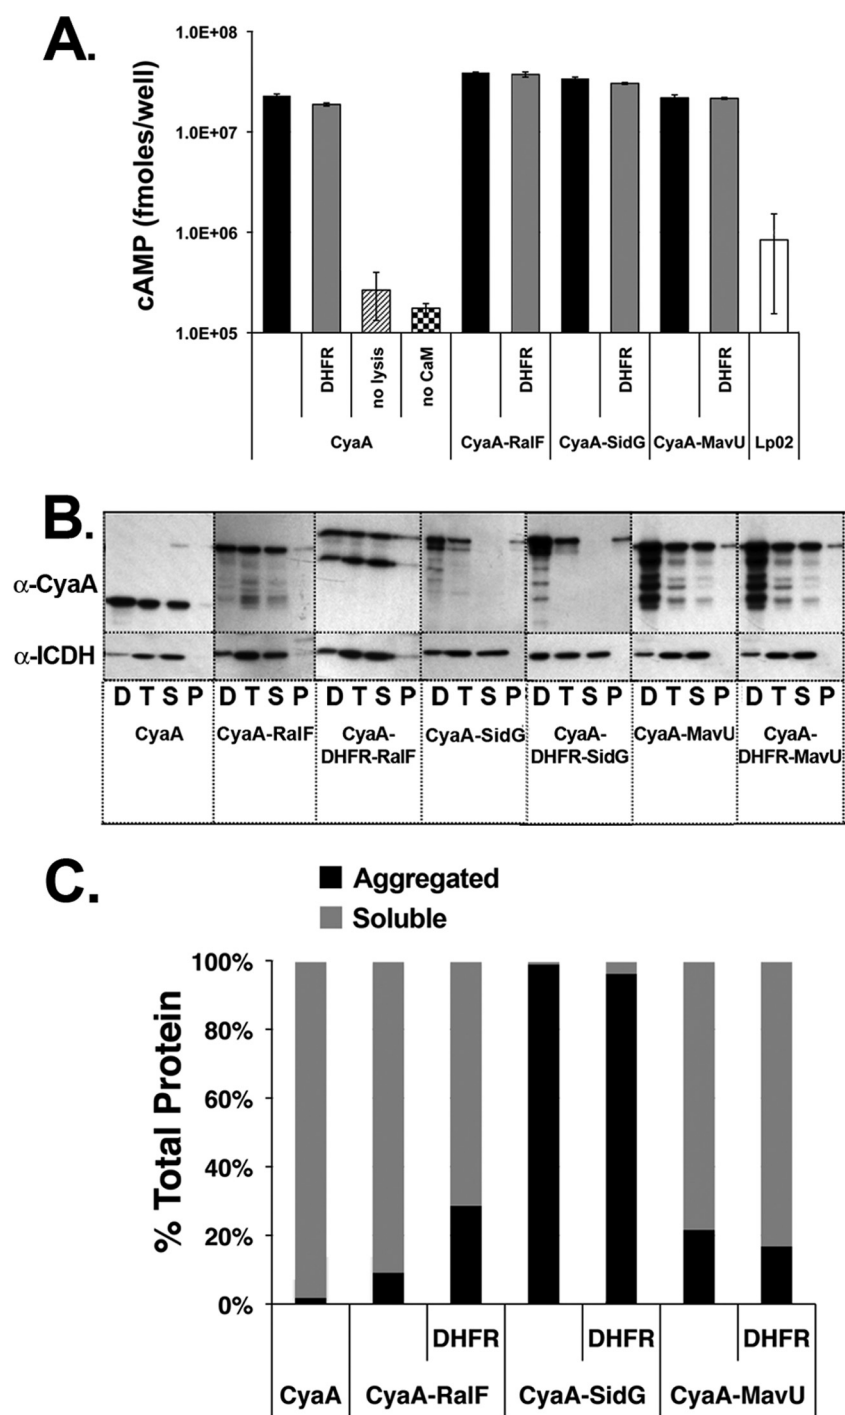 A.
cAMP (fmoles/well)
1.0E+08
1.0E+07
1.0E+06
1.0E+05
DHFR
no lysis
no CaM
DHFR
DHFR
DHFR
CyaA
CyaA-RalF
CyaA-SidG
CyaA-MavU
Lp02
B.
α-CyaA
α-ICDH
D T S P
D T S P
D T S P
D T S P
D T S P
D T S P
D T S P
CyaA
CyaA-RalF
CyaA-
DHFR-RalF
CyaA-SidG
CyaA-
DHFR-SidG
CyaA-MavU
CyaA-
DHFR-MavU
C.
Aggregated
Soluble
% Total Protein
100%
80%
60%
40%
20%
0%
DHFR
DHFR
DHFR
CyaA
CyaA-RalF
CyaA-SidG
CyaA-MavU